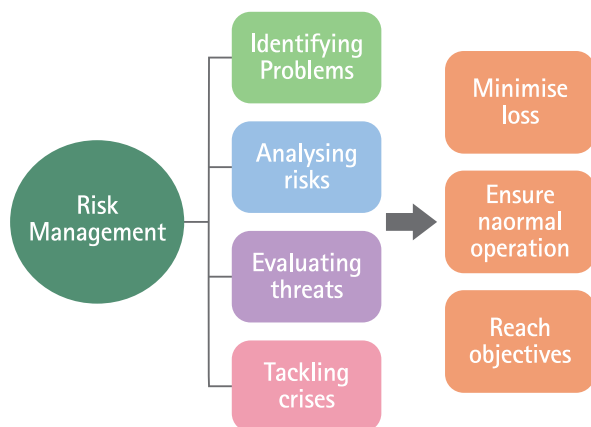 Risk
Management
Identifying
Problems
Analysing
risks
Evaluating
threats
Tackling
crises
Minimise
loss
Ensure
naormal
operation
Reach
objectives